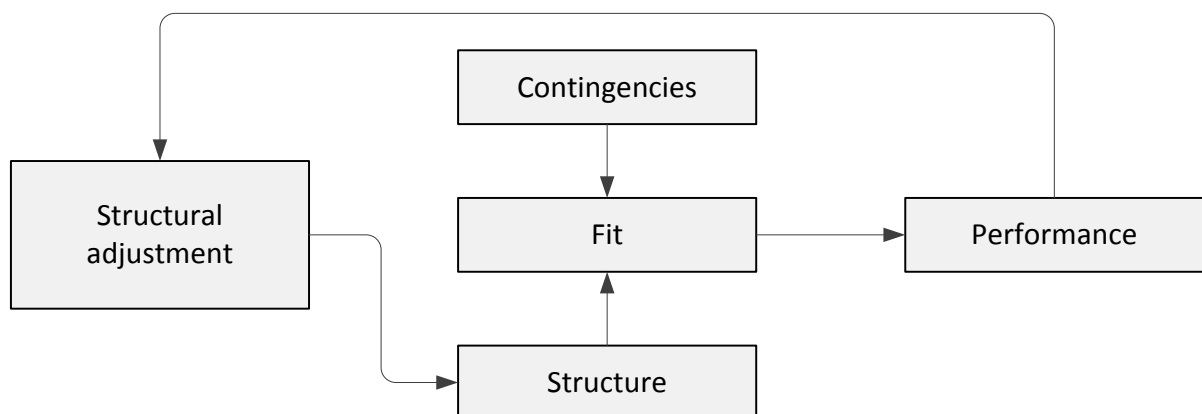 Contingencies
Structural
adjustment
Fit
Performance
Structure